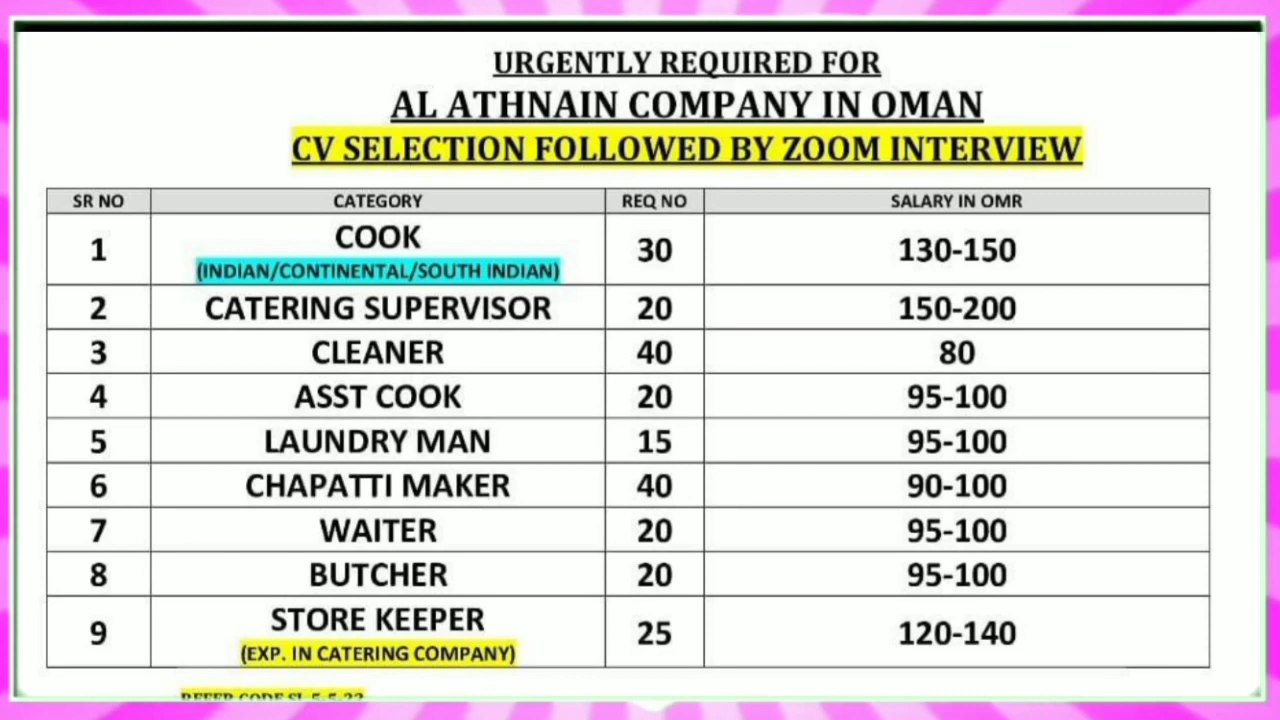 URGENTLY REQUIRED FOR
AL ATHNAIN COMPANY IN OMAN
CV SELECTION FOLLOWED BY ZOOM INTERVIEW
SR NO CATEGORY REQ NO SALARY IN OMR
1 COOK 30 130-150
(INDIAN/CONTINENTAL/SOUTH INDIAN)
2 CATERING SUPERVISOR 20 150-200
3 CLEANER 40 80
4 ASST COOK 20 95-100
5 LAUNDRY MAN 15 95-100
6 CHAPATTI MAKER 40 90-100
7 WAITER 20 95-100
8 BUTCHER 20 95-100
9 STORE KEEPER 25 120-140
(EXP. IN CATERING COMPANY)
REFER CODE